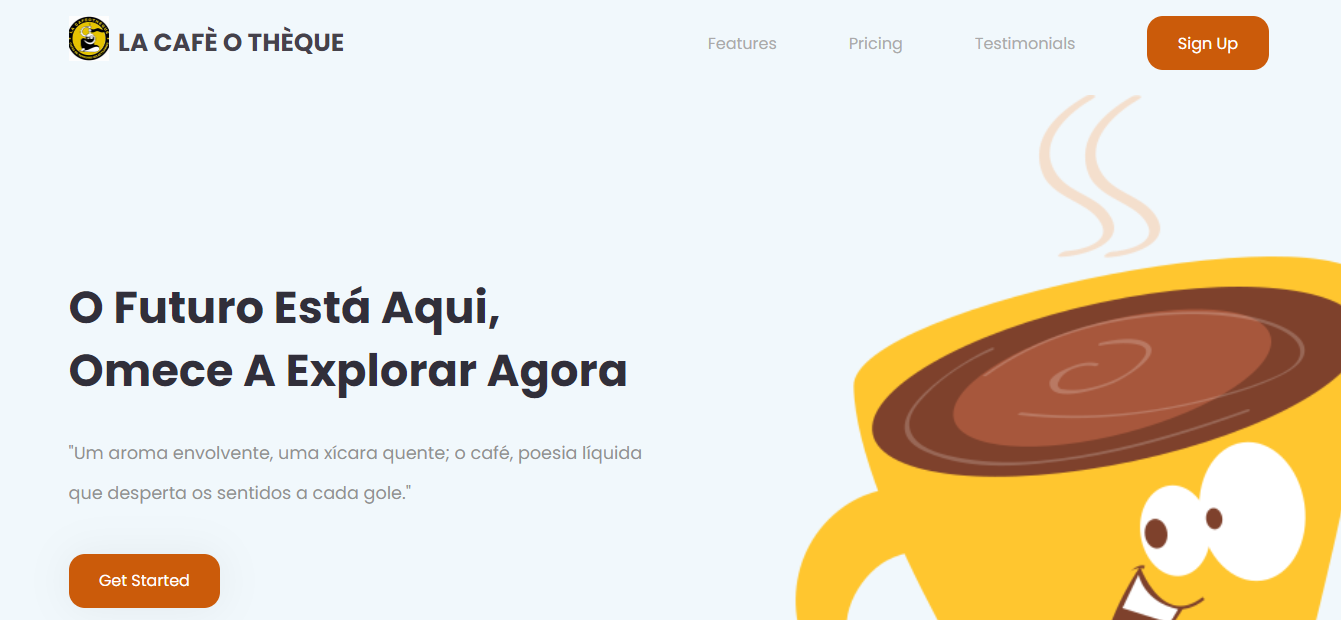 LA CAFÈ O THÈQUE
Features
Pricing
Testimonials
Sign Up
O Futuro Está Aqui,
Omece A Explorar Agora
"Um aroma envolvente, uma xícara quente; o café, poesia líquida
que desperta os sentidos a cada gole."
Get Started